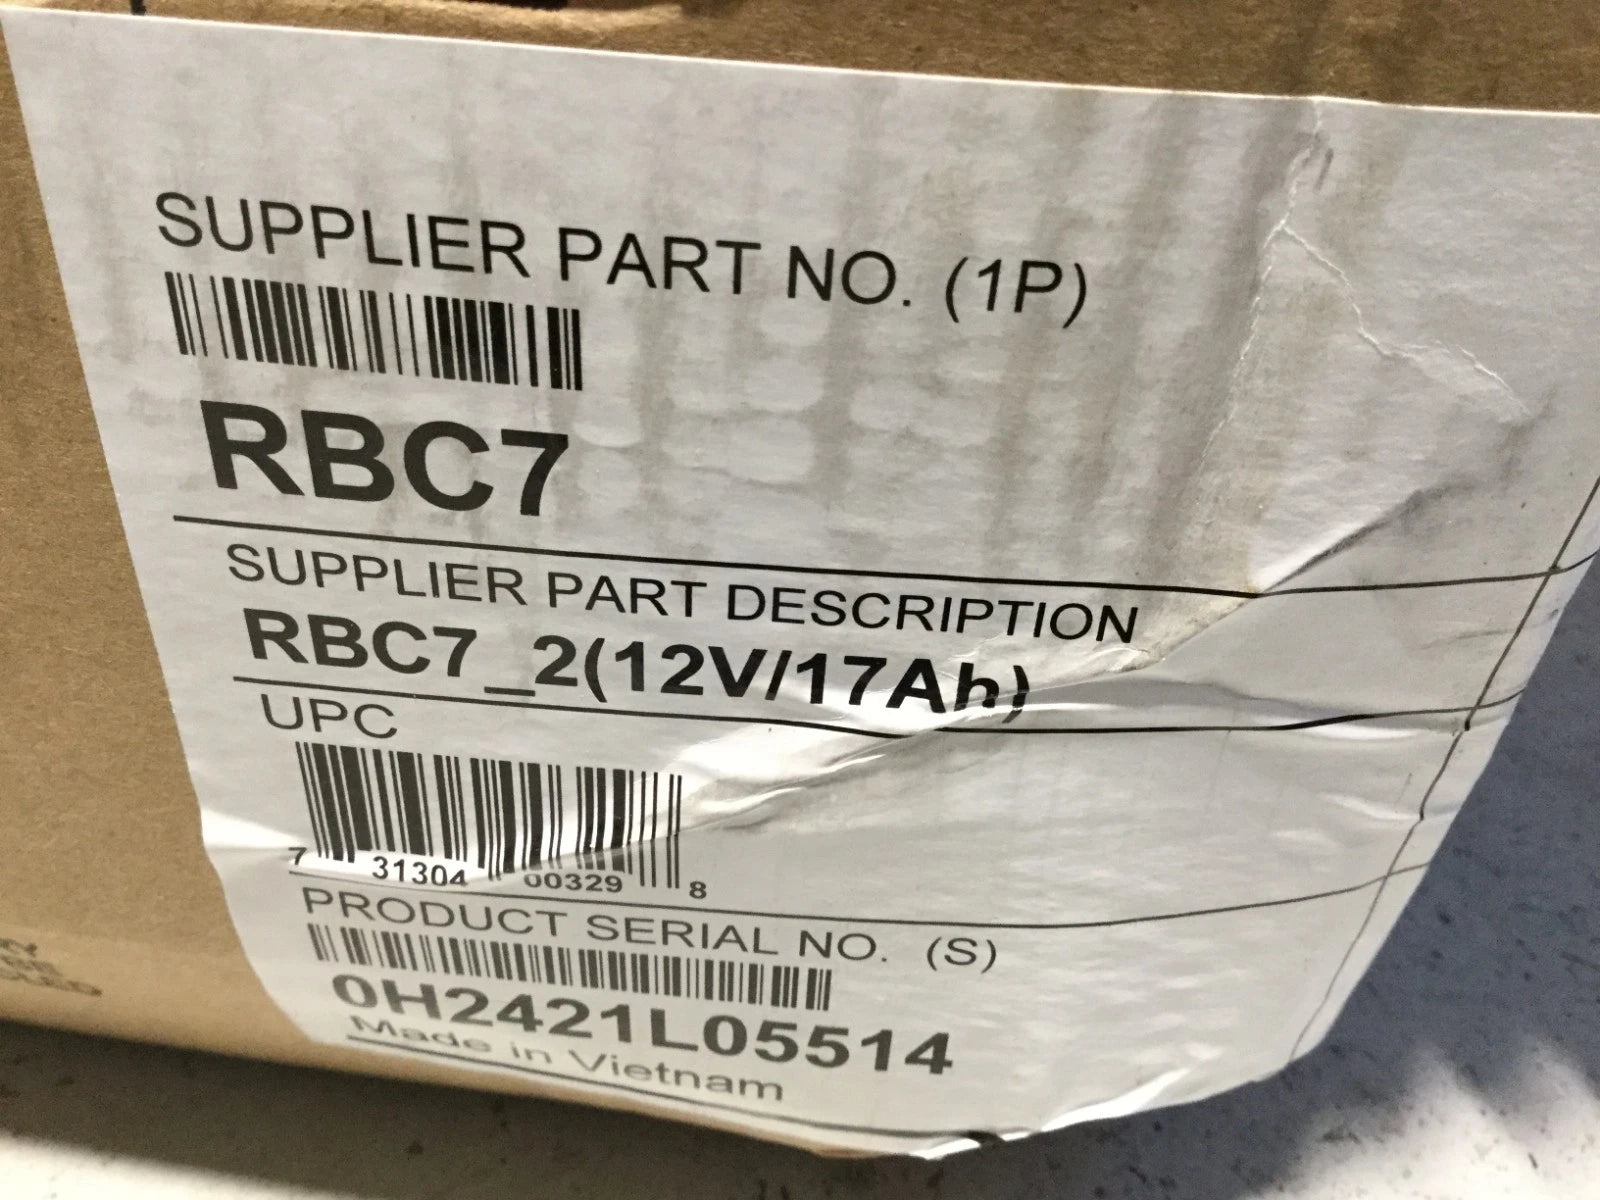 SUPPLIER PART NO. (1P)
RBC7
SUPPLIER PART DESCRIPTION
RBC7_2(12V/17Ah)
UPC
7 31304 00329 8
PRODUCT SERIAL NO. (S)
0H2421L05514
Made in Vietnam